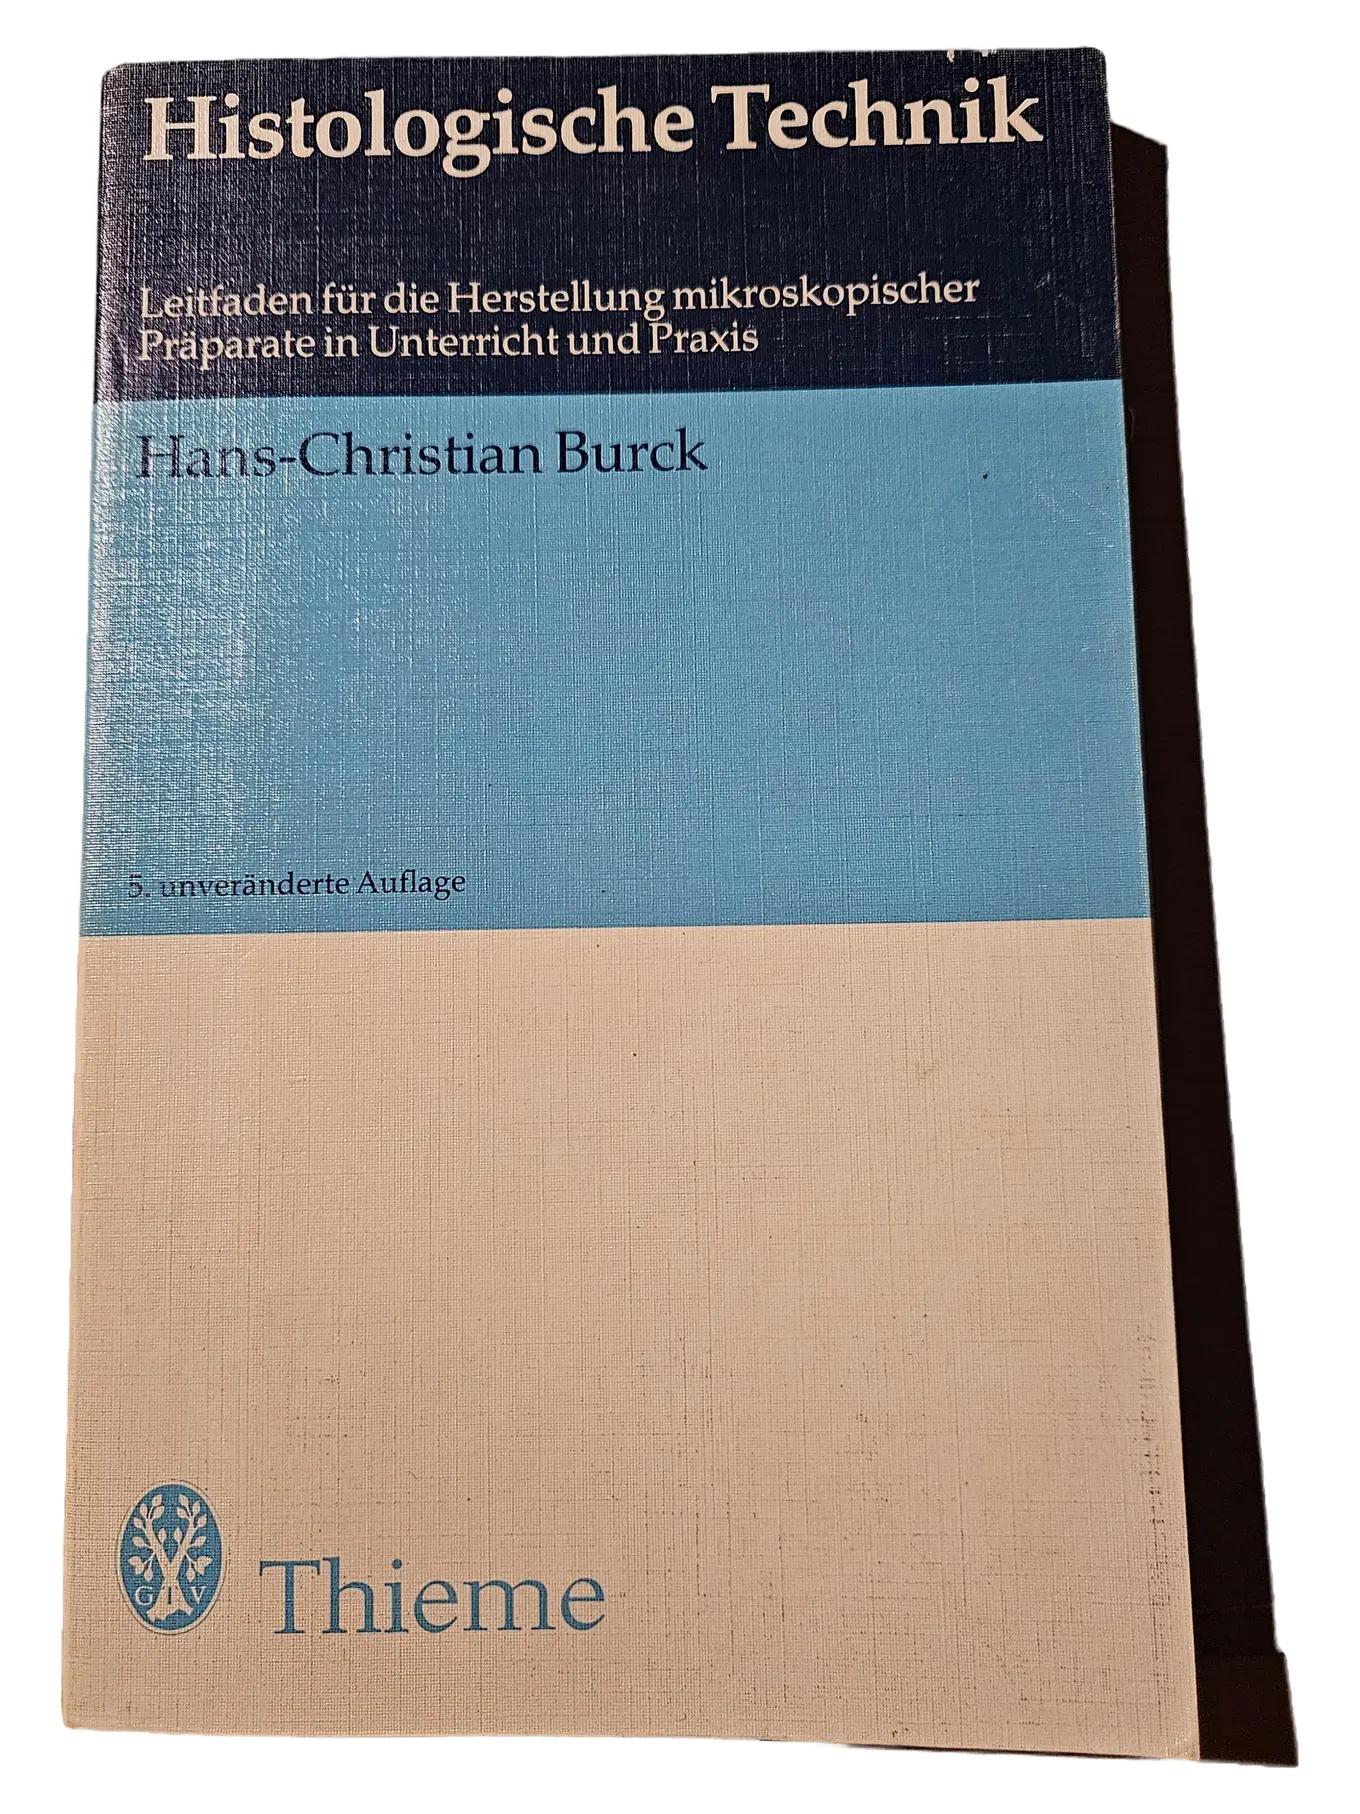 Histologische Technik
Leitfaden für die Herstellung mikroskopischer
Präparate in Unterricht und Praxis
Hans-Christian Burck
5. unveränderte Auflage
G T V
Thieme